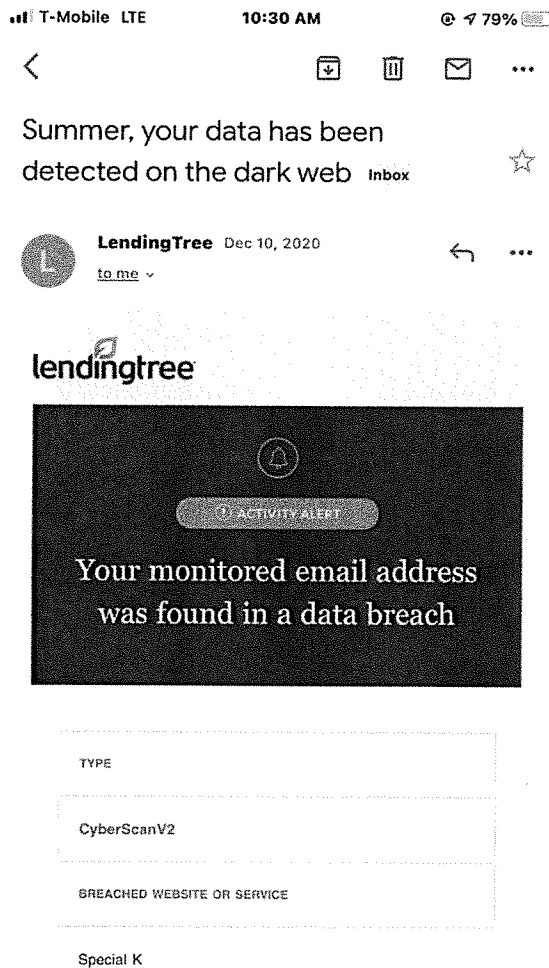 T-Mobile LTE 10:30 AM 79%
Summer, your data has been
detected on the dark web Inbox
L
LendingTree Dec 10, 2020
to me
lendingtree
ACTIVITY ALERT
Your monitored email address
was found in a data breach
TYPE
CyberScanV2
BREACHED WEBSITE OR SERVICE
Special K